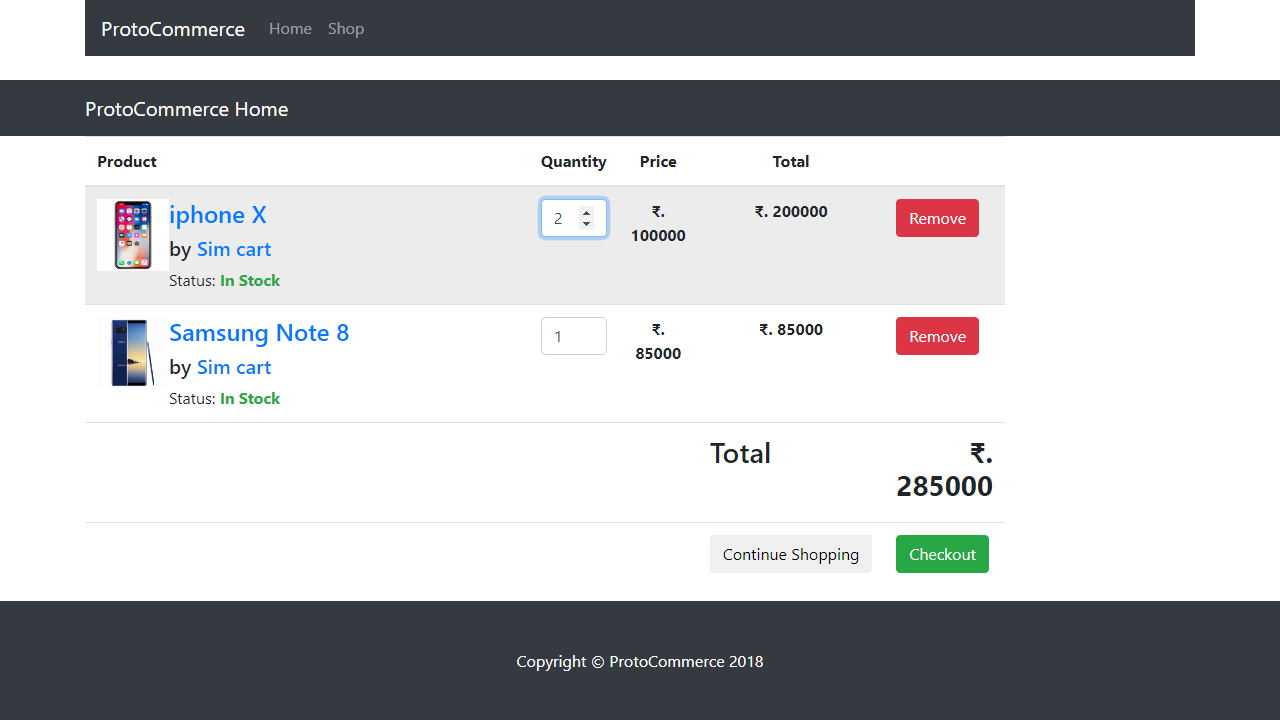 ProtoCommerce Home Shop
ProtoCommerce Home
Product Quantity Price Total
iphone X 2 ₹. ₹. 200000 Remove
100000
by Sim cart
Status: In Stock
Samsung Note 8 1 ₹. ₹. 85000 Remove
85000
by Sim cart
Status: In Stock
Total ₹.
285000
Continue Shopping Checkout
Copyright © ProtoCommerce 2018